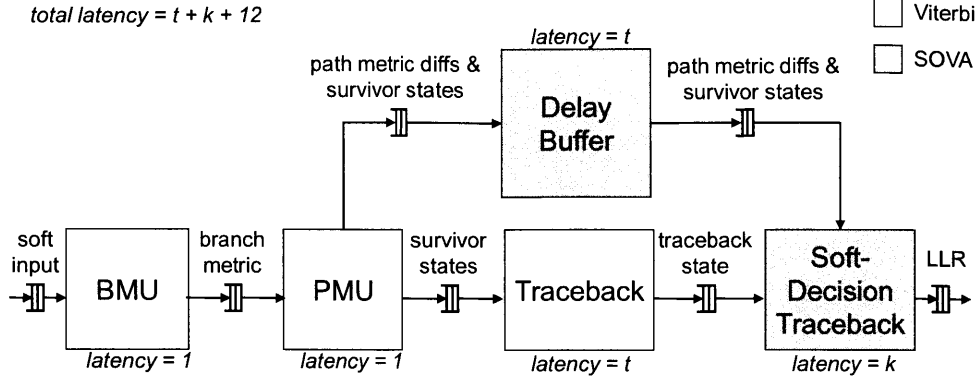 total latency = t + k + 12
Viterbi
SOVA
latency = t
path metric diffs &
survivor states
Delay
Buffer
path metric diffs &
survivor states
soft
input
BMU
latency = 1
branch
metric
PMU
latency = 1
survivor
states
Traceback
latency = t
traceback
state
Soft-
Decision
Traceback
latency = k
LLR